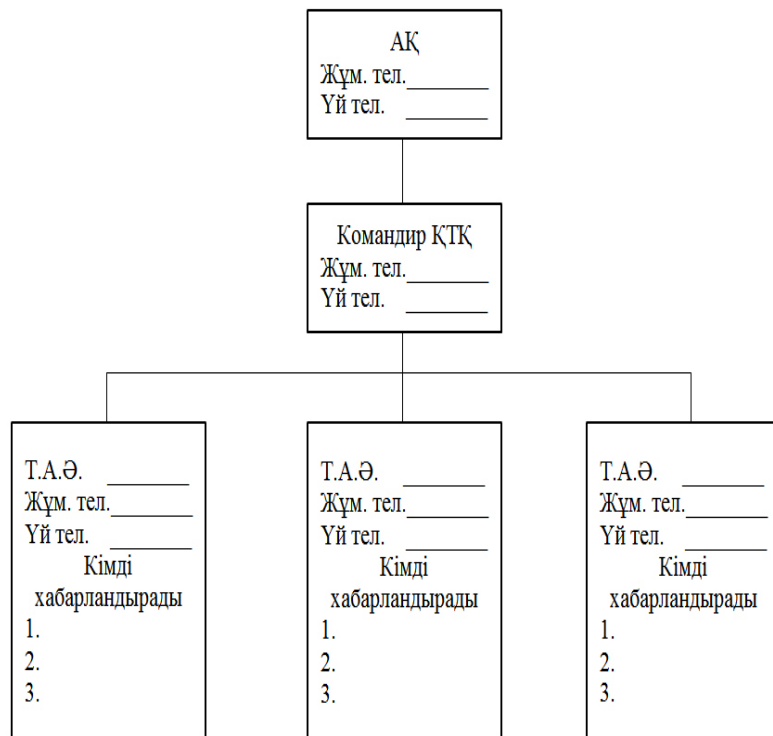 АҚ
Жұм. тел.________
Үй тел. ________
Командир ҚТҚ
Жұм. тел.________
Үй тел. ________
Т.А.Ә. ________
Жұм. тел.________
Үй тел. ________
Кімді
хабарландырады
1.
2.
3.
Т.А.Ә. ________
Жұм. тел.________
Үй тел. ________
Кімді
хабарландырады
1.
2.
3.
Т.А.Ә. ________
Жұм. тел.________
Үй тел. ________
Кімді
хабарландырады
1.
2.
3.